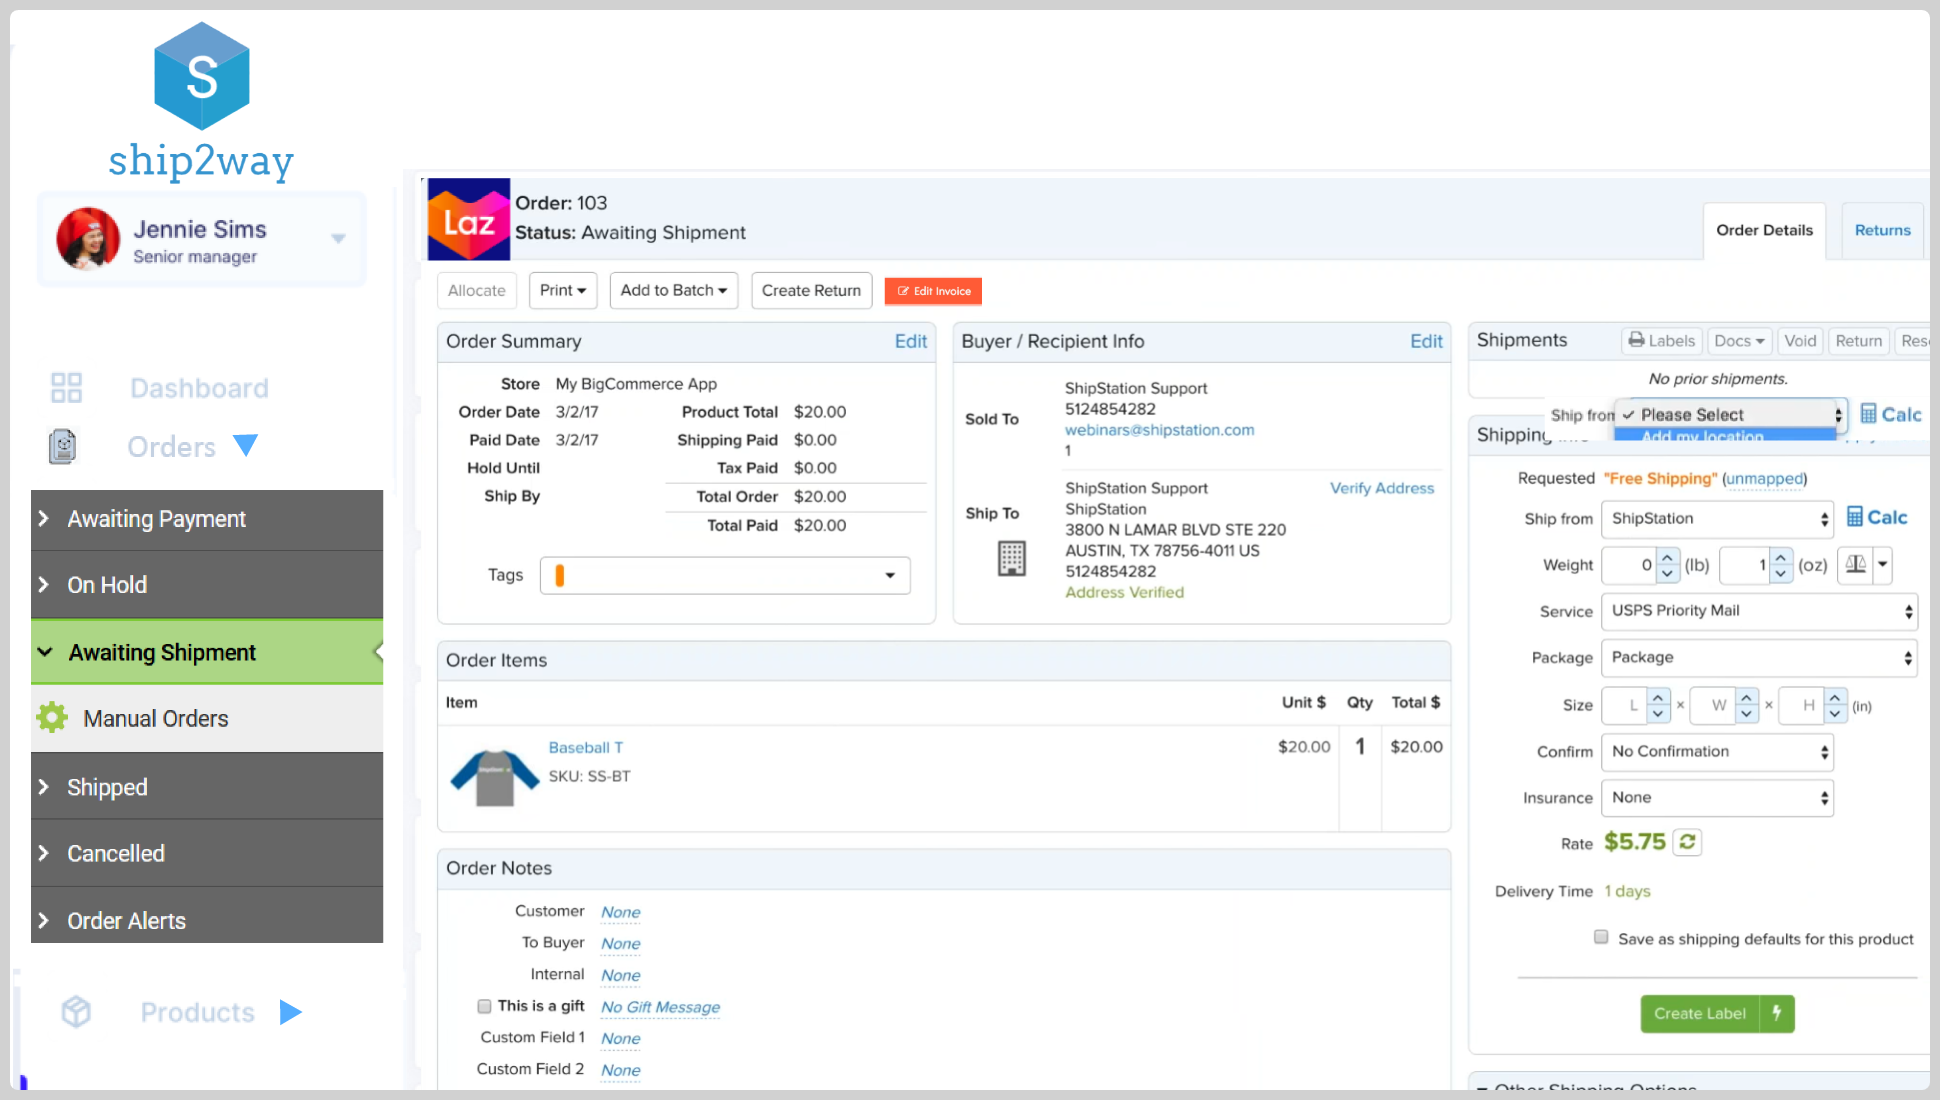 S
ship2way
Jennie Sims
Senior manager
Dashboard
Orders
Awaiting Payment
On Hold
Awaiting Shipment
Manual Orders
Shipped
Cancelled
Order Alerts
Products
Laz
Order: 103
Status: Awaiting Shipment
Order Details
Returns
Allocate
Print
Add to Batch
Create Return
Edit Invoice
Order Summary Edit
Store My BigCommerce App
Order Date 3/2/17 Product Total $20.00
Paid Date 3/2/17 Shipping Paid $0.00
Hold Until Tax Paid $0.00
Ship By Total Order $20.00
Total Paid $20.00
Tags
Buyer / Recipient Info Edit
Sold To
ShipStation Support
5124854282
webinars@shipstation.com
1
Ship To
ShipStation Support Verify Address
ShipStation
3800 N LAMAR BLVD STE 220
AUSTIN, TX 78756-4011 US
5124854282
Address Verified
Order Items
Item Unit $ Qty Total $
Baseball T $20.00 1 $20.00
SKU: SS-BT
Order Notes
Customer None
To Buyer None
Internal None
This is a gift No Gift Message
Custom Field 1 None
Custom Field 2 None
Shipments Labels Docs Void Return
No prior shipments.
Ship from Please Select Calc
Add my location
Shipping
Requested "Free Shipping" (unmapped)
Ship from ShipStation Calc
Weight 0 (lb) 1 (oz)
Service USPS Priority Mail
Package Package
Size L × W × H (in)
Confirm No Confirmation
Insurance None
Rate $5.75
Delivery Time 1 days
Save as shipping defaults for this product
Create Label
Other Shipping Options